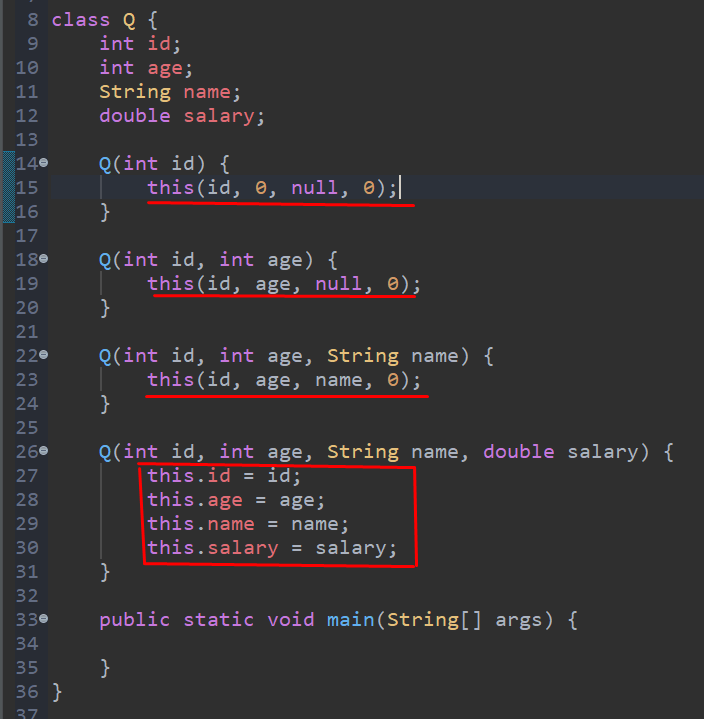 8 class Q {
9 int id;
10 int age;
11 String name;
12 double salary;
13
14 Q(int id) {
15 this(id, 0, null, 0);
16 }
17
18 Q(int id, int age) {
19 this(id, age, null, 0);
20 }
21
22 Q(int id, int age, String name) {
23 this(id, age, name, 0);
24 }
25
26 Q(int id, int age, String name, double salary) {
27 this.id = id;
28 this.age = age;
29 this.name = name;
30 this.salary = salary;
31 }
32
33 public static void main(String[] args) {
34
35 }
36 }
37